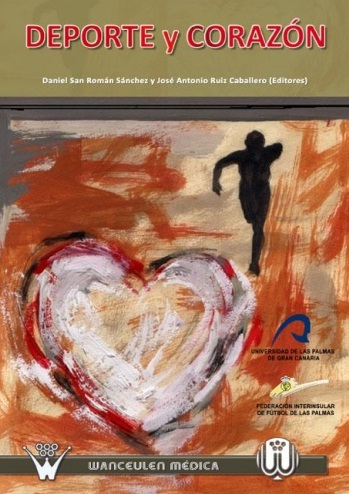 DEPORTE y CORAZÓN
Daniel San Román Sánchez y José Antonio Ruiz Caballero (Editores)
UNIVERSIDAD DE LAS PALMAS
DE GRAN CANARIA
FEDERACIÓN INTERINSULAR
DE FÚTBOL DE LAS PALMAS
WANCEULEN MÉDICA